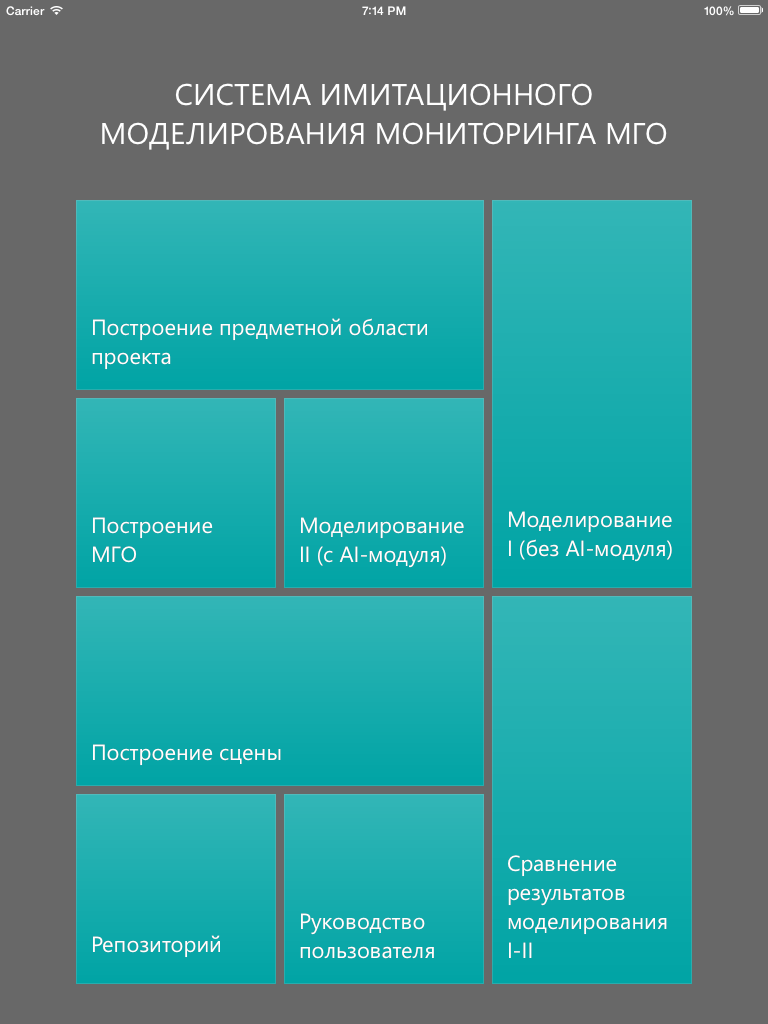 Carrier
7:14 PM
100%
СИСТЕМА ИМИТАЦИОННОГО
МОДЕЛИРОВАНИЯ МОНИТОРИНГА МГО
Построение предметной области
проекта
Построение
МГО
Моделирование
II (с AI-модуля)
Моделирование
I (без AI-модуля)
Построение сцены
Репозиторий
Руководство
пользователя
Сравнение
результатов
моделирования
I-II